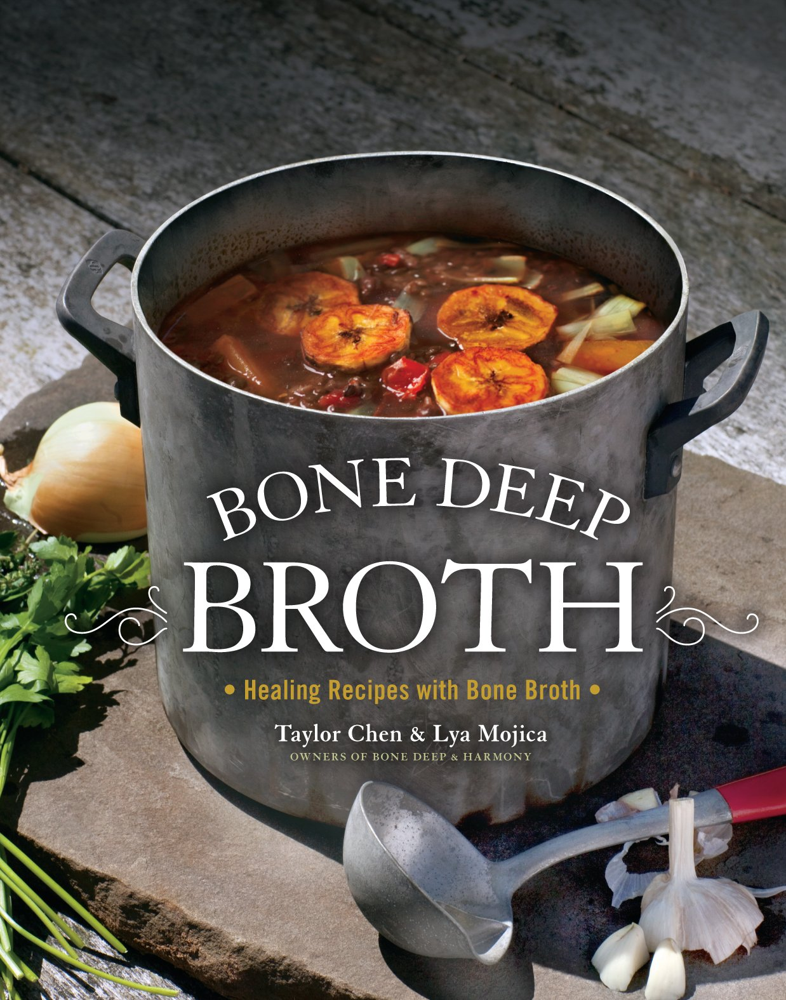 BONE DEEP
BROTH
• Healing Recipes with Bone Broth •
Taylor Chen & Lya Mojica
OWNERS OF BONE DEEP & HARMONY